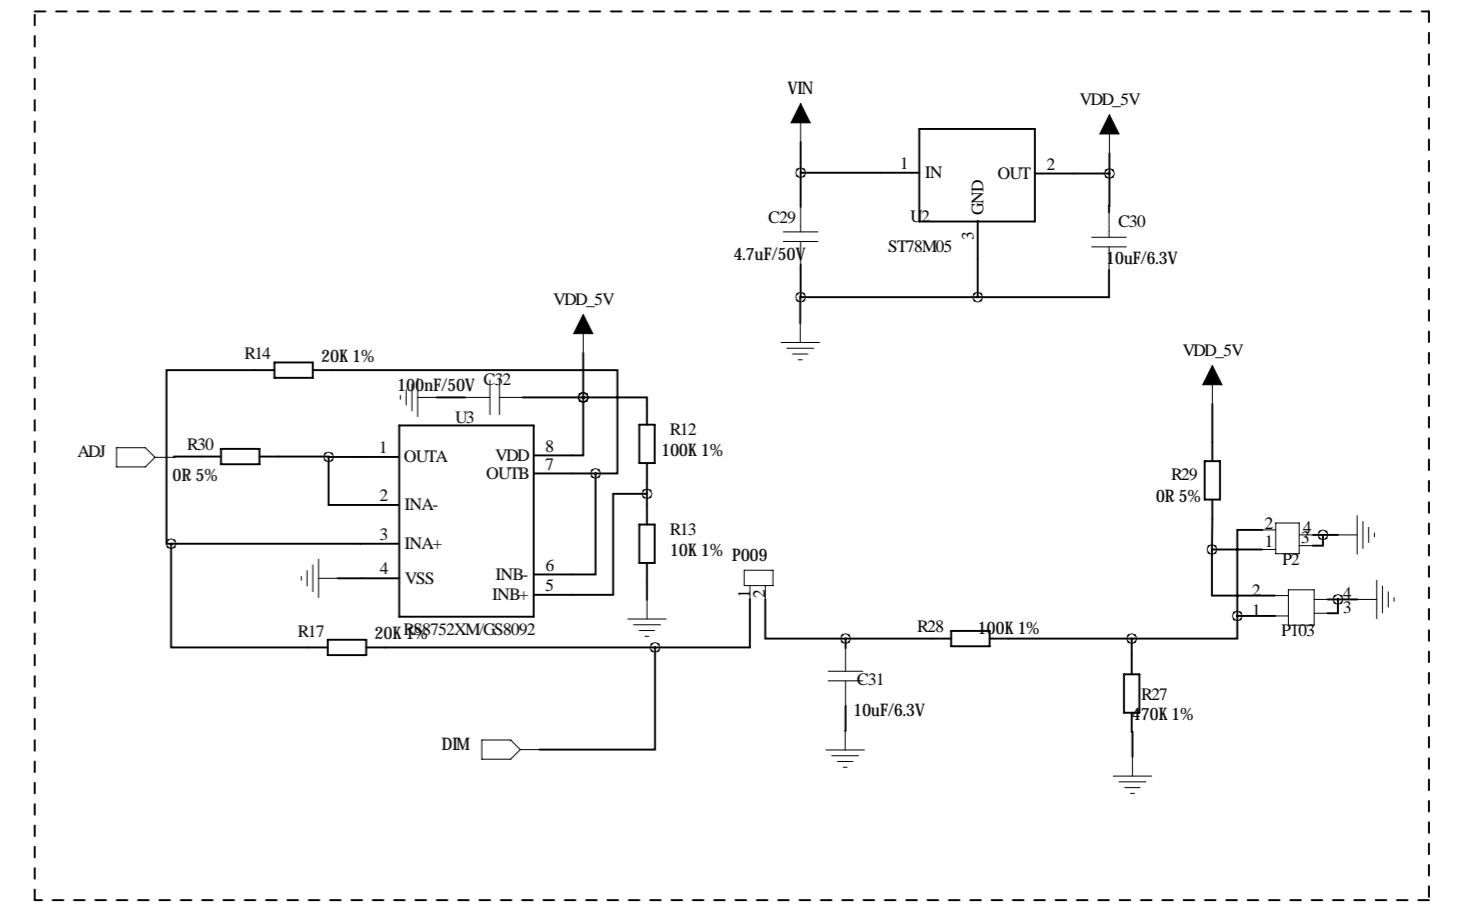 VIN
VDD_5V
1
IN
OUT
2
GND
3
U2
ST78M05
C29
4.7uF/50V
C30
10uF/6.3V
VDD_5V
R14
20K 1%
100nF/50V
C32
U3
ADJ
R30
0R 5%
1
OUTA
2
INA-
3
INA+
4
VSS
VDD
8
OUTB
7
INB-
6
INB+
5
RS8752XM/GS8092
R12
100K 1%
R13
10K 1%
R17
20K 1%
DIM
P009
1
2
C31
10uF/6.3V
R28
100K 1%
R27
470K 1%
VDD_5V
R29
0R 5%
2
1
4
3
P2
2
1
4
3
P103